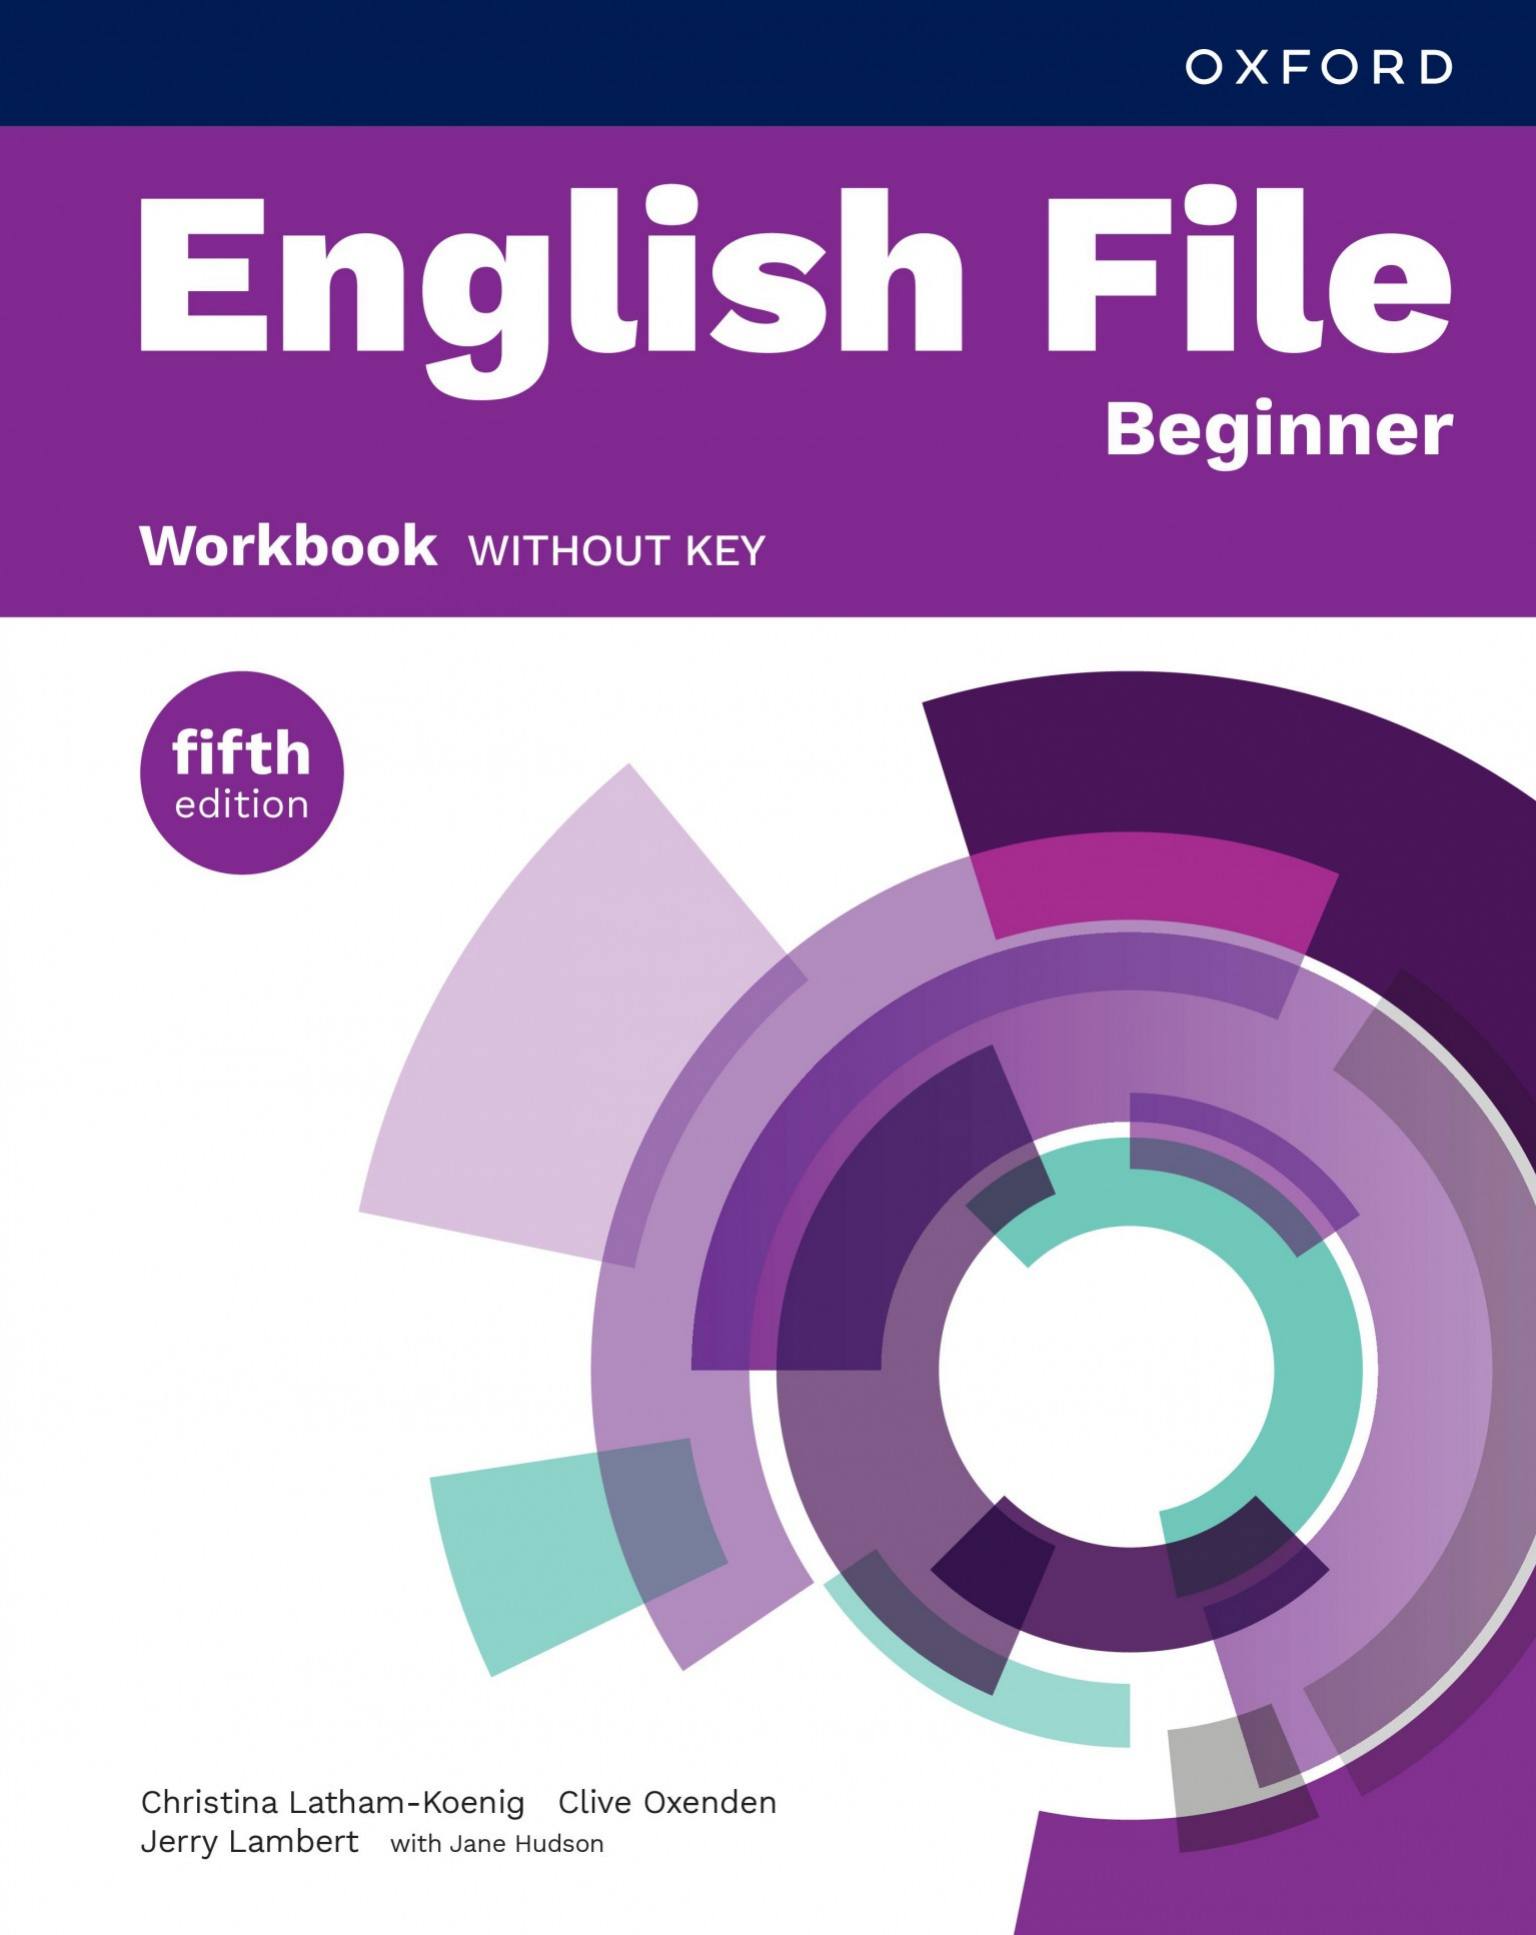 OXFORD
English File
Beginner
Workbook WITHOUT KEY
fifth
edition
Christina Latham-Koenig Clive Oxenden
Jerry Lambert with Jane Hudson